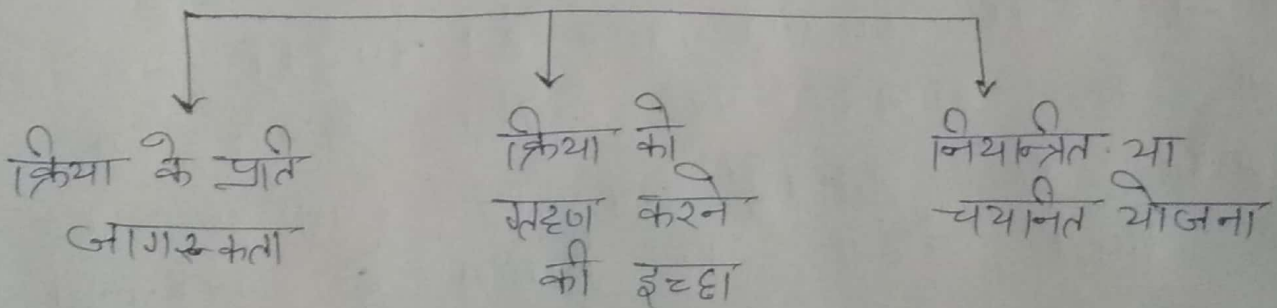 क्रिया के प्रति
जागरूकता
क्रिया को
ग्रहण करने
की इच्छा
नियन्त्रित या
चयनित योजना